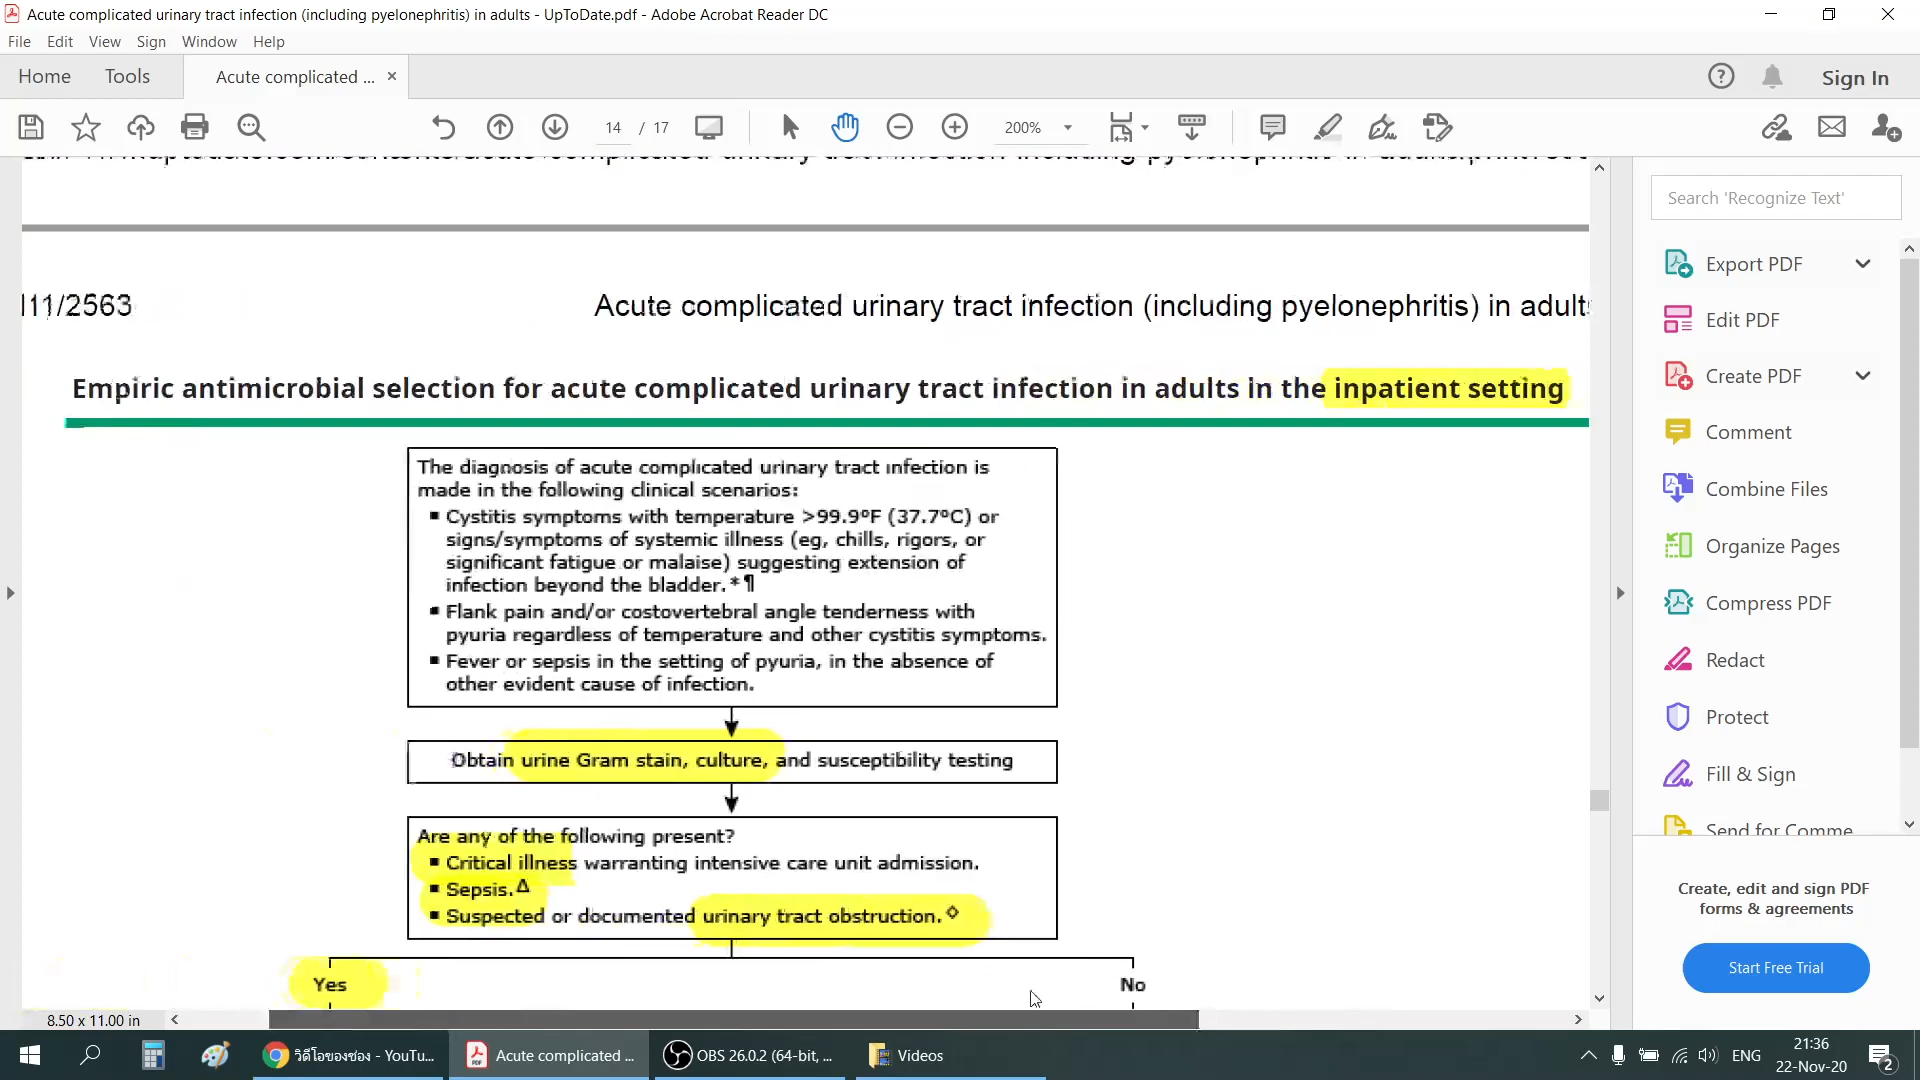 Acute complicated urinary tract infection (including pyelonephritis) in adults - UpToDate.pdf - Adobe Acrobat Reader DC
File Edit View Sign Window Help
Home Tools Acute complicated ... × Sign In
14 / 17 200%
Search 'Recognize Text'
Export PDF
Edit PDF
Create PDF
Comment
Combine Files
Organize Pages
Compress PDF
Redact
Protect
Fill & Sign
Send for Comme
Create, edit and sign PDF
forms & agreements
Start Free Trial
11/2563 Acute complicated urinary tract infection (including pyelonephritis) in adults
Empiric antimicrobial selection for acute complicated urinary tract infection in adults in the inpatient setting
The diagnosis of acute complicated urinary tract infection is
made in the following clinical scenarios:
▪ Cystitis symptoms with temperature >99.9°F (37.7°C) or
signs/symptoms of systemic illness (eg, chills, rigors, or
significant fatigue or malaise) suggesting extension of
infection beyond the bladder.*¶
▪ Flank pain and/or costovertebral angle tenderness with
pyuria regardless of temperature and other cystitis symptoms.
▪ Fever or sepsis in the setting of pyuria, in the absence of
other evident cause of infection.
Obtain urine Gram stain, culture, and susceptibility testing
Are any of the following present?
▪ Critical illness warranting intensive care unit admission.
▪ Sepsis.Δ
▪ Suspected or documented urinary tract obstruction.◇
Yes No
8.50 x 11.00 in
วิดีโอของช่อง - YouTu... Acute complicated ... OBS 26.0.2 (64-bit, ... Videos ENG 21:36
22-Nov-20 2